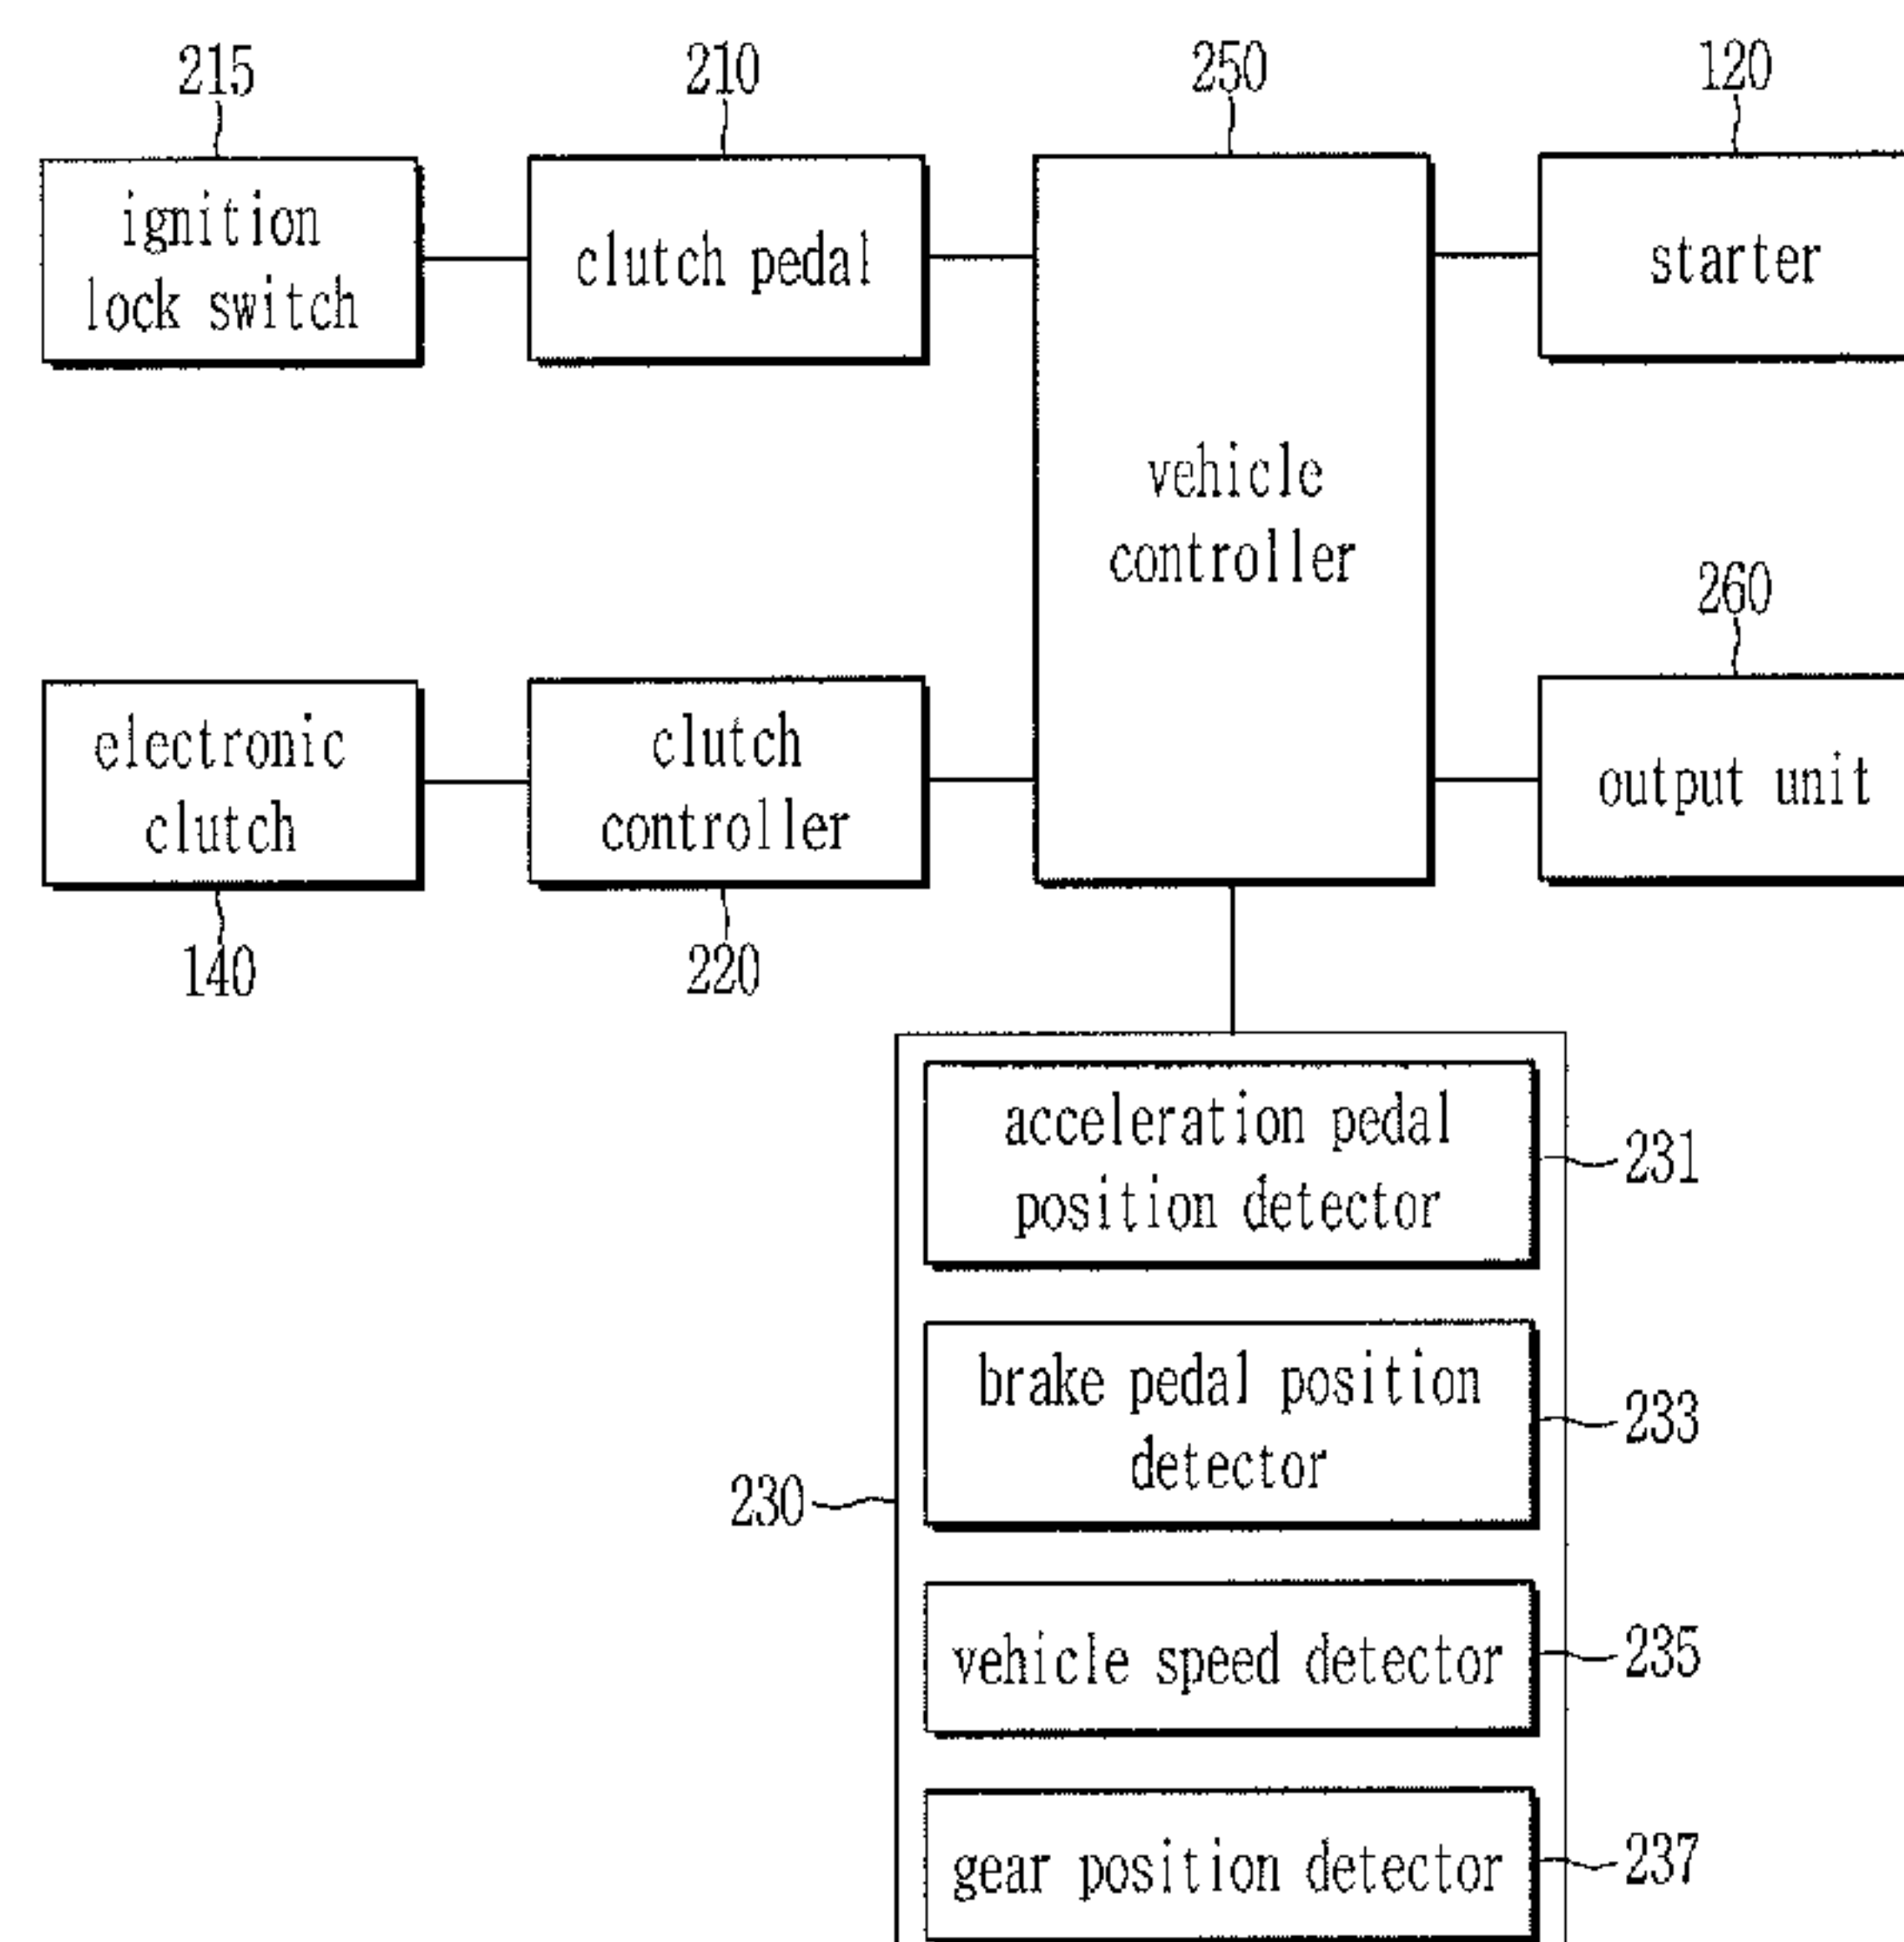 215
210
250
120
ignition
lock switch
clutch pedal
vehicle
controller
starter
260
electronic
clutch
clutch
controller
output unit
140
220
230
acceleration pedal
position detector
231
brake pedal position
detector
233
vehicle speed detector
235
gear position detector
237